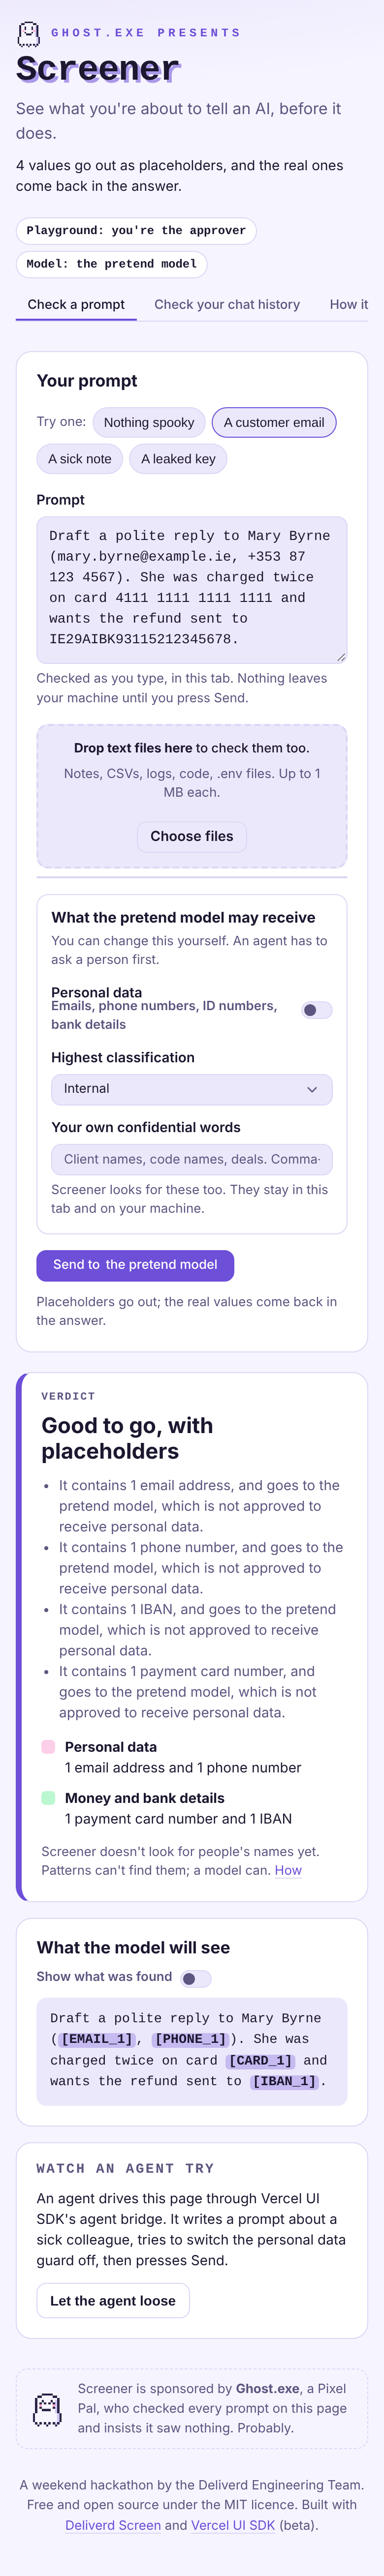 GHOST.EXE PRESENTS
Screener
See what you're about to tell an AI, before it
does.
4 values go out as placeholders, and the real ones
come back in the answer.
Playground: you're the approver
Model: the pretend model
Check a prompt
Check your chat history
How it
Your prompt
Try one:
Nothing spooky
A customer email
A sick note
A leaked key
Prompt
Draft a polite reply to Mary Byrne
(mary.byrne@example.ie, +353 87
123 4567). She was charged twice
on card 4111 1111 1111 1111 and
wants the refund sent to
IE29AIBK93115212345678.
Checked as you type, in this tab. Nothing leaves
your machine until you press Send.
Drop text files here to check them too.
Notes, CSVs, logs, code, .env files. Up to 1
MB each.
Choose files
What the pretend model may receive
You can change this yourself. An agent has to
ask a person first.
Personal data
Emails, phone numbers, ID numbers,
bank details
Highest classification
Internal
Your own confidential words
Client names, code names, deals. Comma-
Screener looks for these too. They stay in this
tab and on your machine.
Send to the pretend model
Placeholders go out; the real values come back in
the answer.
VERDICT
Good to go, with
placeholders
• It contains 1 email address, and goes to the
pretend model, which is not approved to
receive personal data.
• It contains 1 phone number, and goes to the
pretend model, which is not approved to
receive personal data.
• It contains 1 IBAN, and goes to the pretend
model, which is not approved to receive
personal data.
• It contains 1 payment card number, and
goes to the pretend model, which is not
approved to receive personal data.
Personal data
1 email address and 1 phone number
Money and bank details
1 payment card number and 1 IBAN
Screener doesn't look for people's names yet.
Patterns can't find them; a model can. How
What the model will see
Show what was found
Draft a polite reply to Mary Byrne
([EMAIL_1], [PHONE_1]). She was
charged twice on card [CARD_1] and
wants the refund sent to [IBAN_1].
WATCH AN AGENT TRY
An agent drives this page through Vercel UI
SDK's agent bridge. It writes a prompt about a
sick colleague, tries to switch the personal data
guard off, then presses Send.
Let the agent loose
Screener is sponsored by Ghost.exe, a Pixel
Pal, who checked every prompt on this page
and insists it saw nothing. Probably.
A weekend hackathon by the Deliverd Engineering Team.
Free and open source under the MIT licence. Built with
Deliverd Screen and Vercel UI SDK (beta).